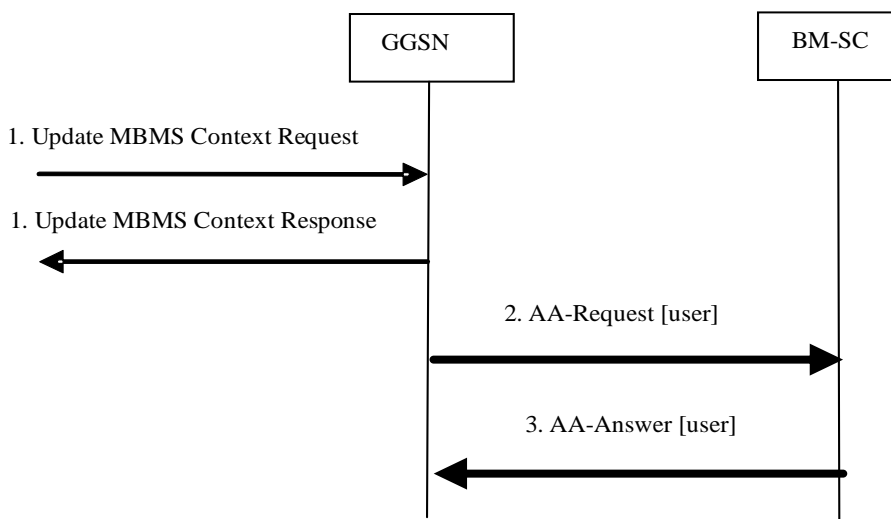 GGSN
BM-SC
1. Update MBMS Context Request
1. Update MBMS Context Response
2. AA-Request [user]
3. AA-Answer [user]